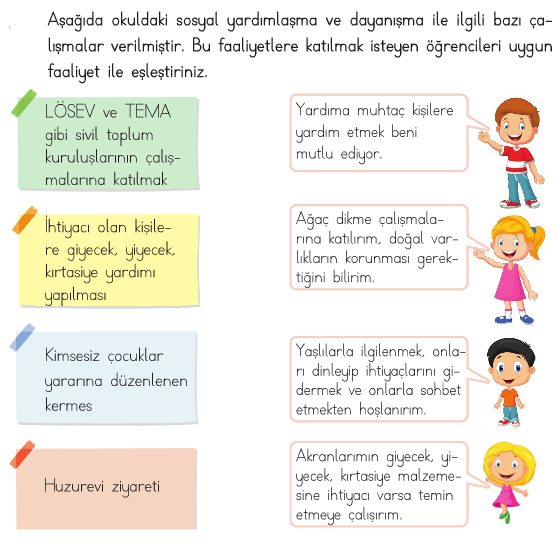 Aşağıda okuldaki sosyal yardımlaşma ve dayanışma ile ilgili bazı ça-
lışmalar verilmiştir. Bu faaliyetlere katılmak isteyen öğrencileri uygun
faaliyet ile eşleştiriniz.
LÖSEV ve TEMA
gibi sivil toplum
kuruluşlarının çalış-
malarına katılmak
Yardıma muhtaç kişilere
yardım etmek beni
mutlu ediyor.
İhtiyacı olan kişile-
re giyecek, yiyecek,
kırtasiye yardımı
yapılması
Ağaç dikme çalışmala-
rına katılırım, doğal var-
lıkların korunması gerek-
tiğini bilirim.
Kimsesiz çocuklar
yararına düzenlenen
kermes
Yaşlılarla ilgilenmek, onla-
rı dinleyip ihtiyaçlarını gi-
dermek ve onlarla sohbet
etmekten hoşlanırım.
Huzurevi ziyareti
Akranlarımın giyecek, yi-
yecek, kırtasiye malzeme-
sine ihtiyacı varsa temin
etmeye çalışırım.